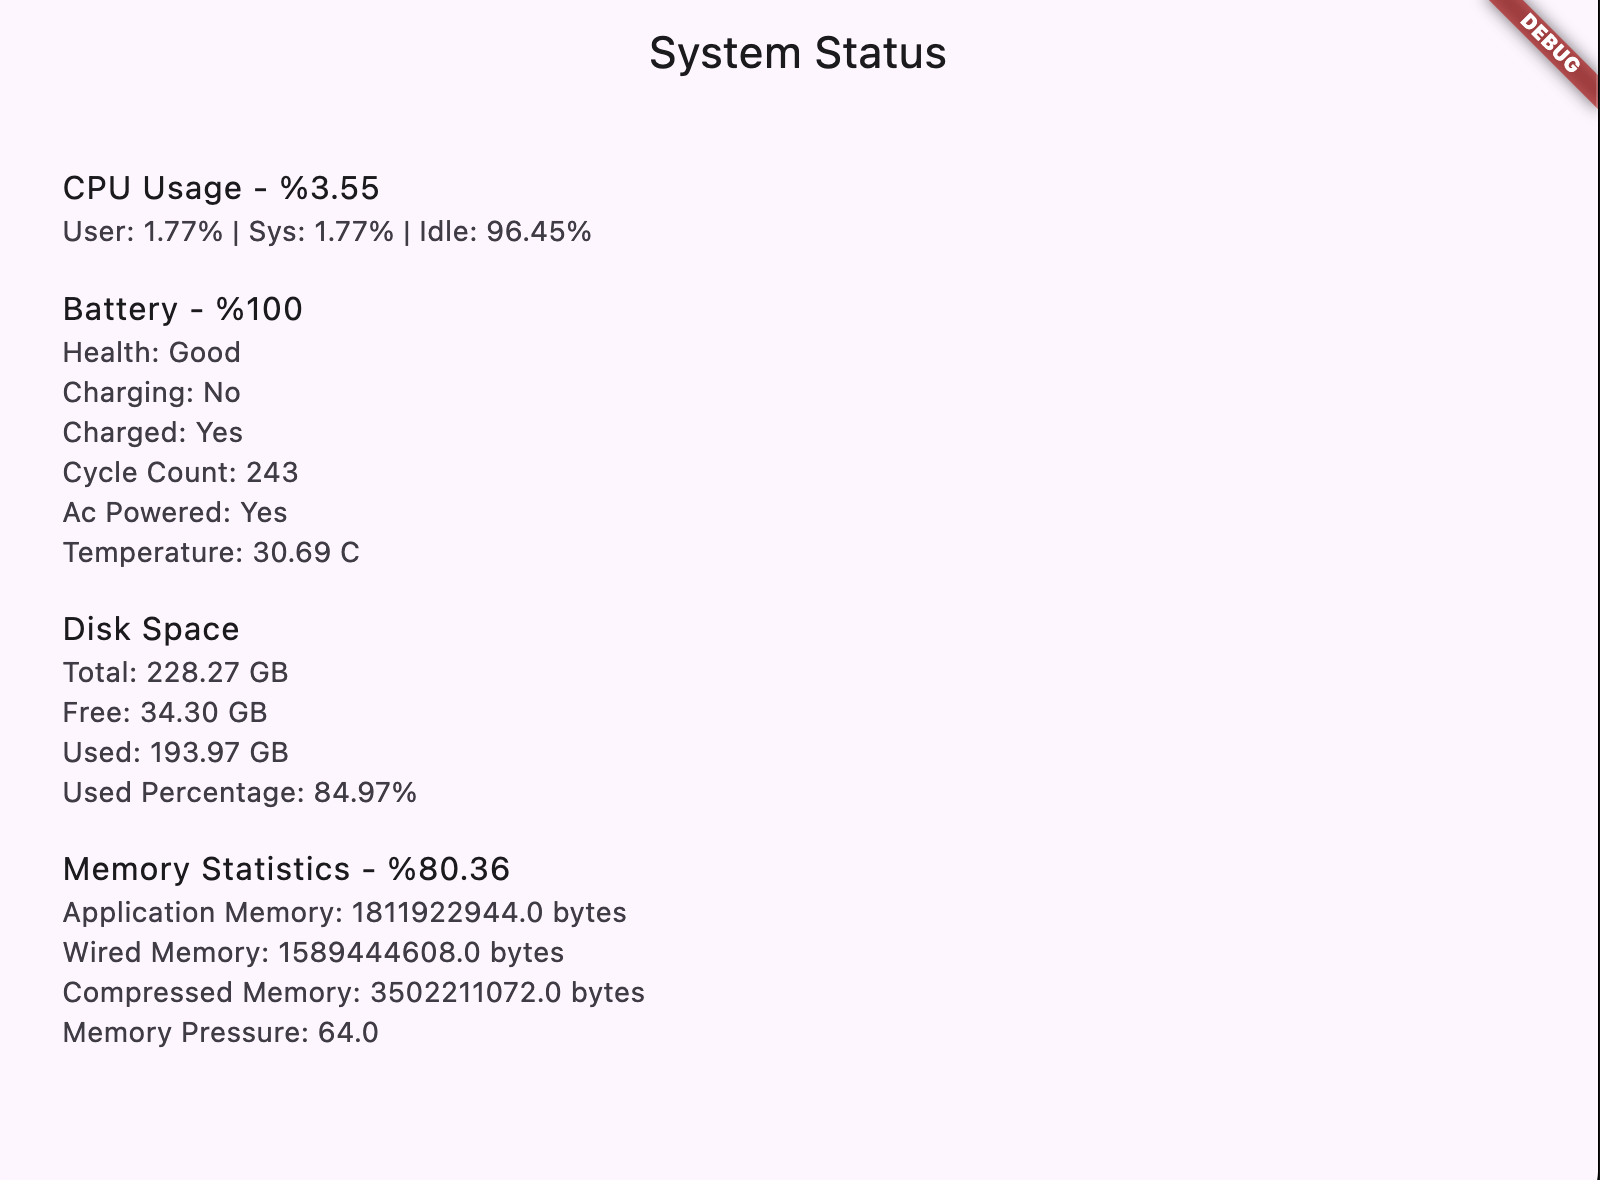 System Status
DEBUG
CPU Usage - %3.55
User: 1.77% | Sys: 1.77% | Idle: 96.45%
Battery - %100
Health: Good
Charging: No
Charged: Yes
Cycle Count: 243
Ac Powered: Yes
Temperature: 30.69 C
Disk Space
Total: 228.27 GB
Free: 34.30 GB
Used: 193.97 GB
Used Percentage: 84.97%
Memory Statistics - %80.36
Application Memory: 1811922944.0 bytes
Wired Memory: 1589444608.0 bytes
Compressed Memory: 3502211072.0 bytes
Memory Pressure: 64.0